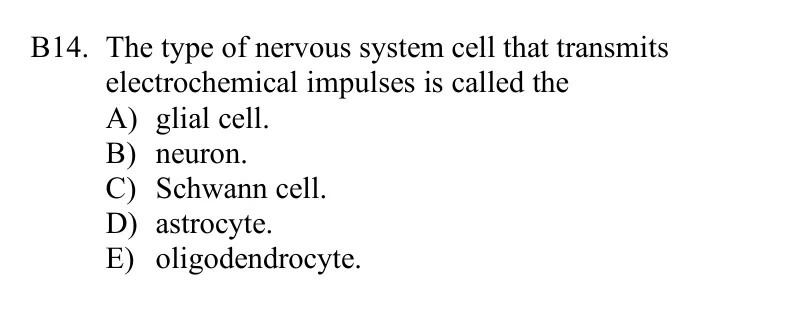 B14. The type of nervous system cell that transmits
electrochemical impulses is called the
A) glial cell.
B) neuron.
C) Schwann cell.
D) astrocyte.
E) oligodendrocyte.